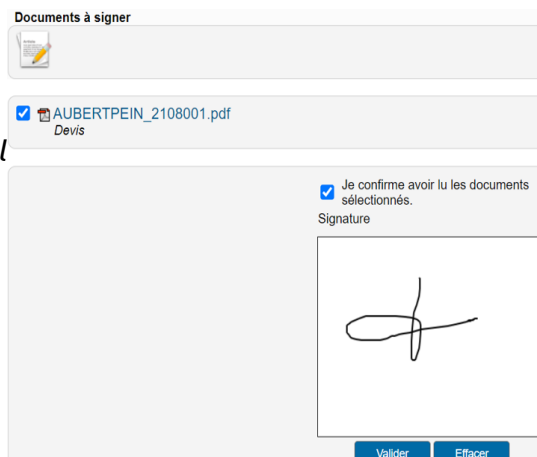 Documents à signer
AUBERTPEIN_2108001.pdf
Devis
l
Je confirme avoir lu les documents
sélectionnés.
Signature
Valider Effacer